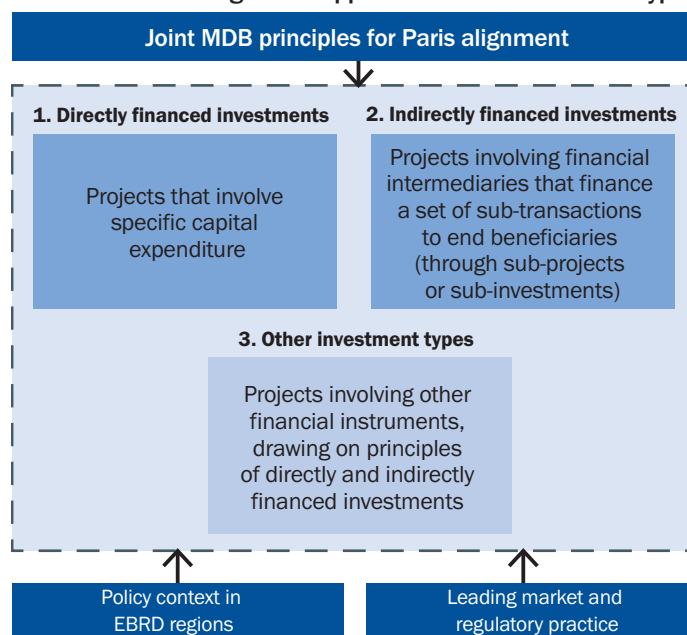 Joint MDB principles for Paris alignment
1. Directly financed investments
Projects that involve
specific capital
expenditure
2. Indirectly financed investments
Projects involving financial
intermediaries that finance
a set of sub-transactions
to end beneficiaries
(through sub-projects
or sub-investments)
3. Other investment types
Projects involving other
financial instruments,
drawing on principles
of directly and indirectly
financed investments
Policy context in
EBRD regions
Leading market and
regulatory practice